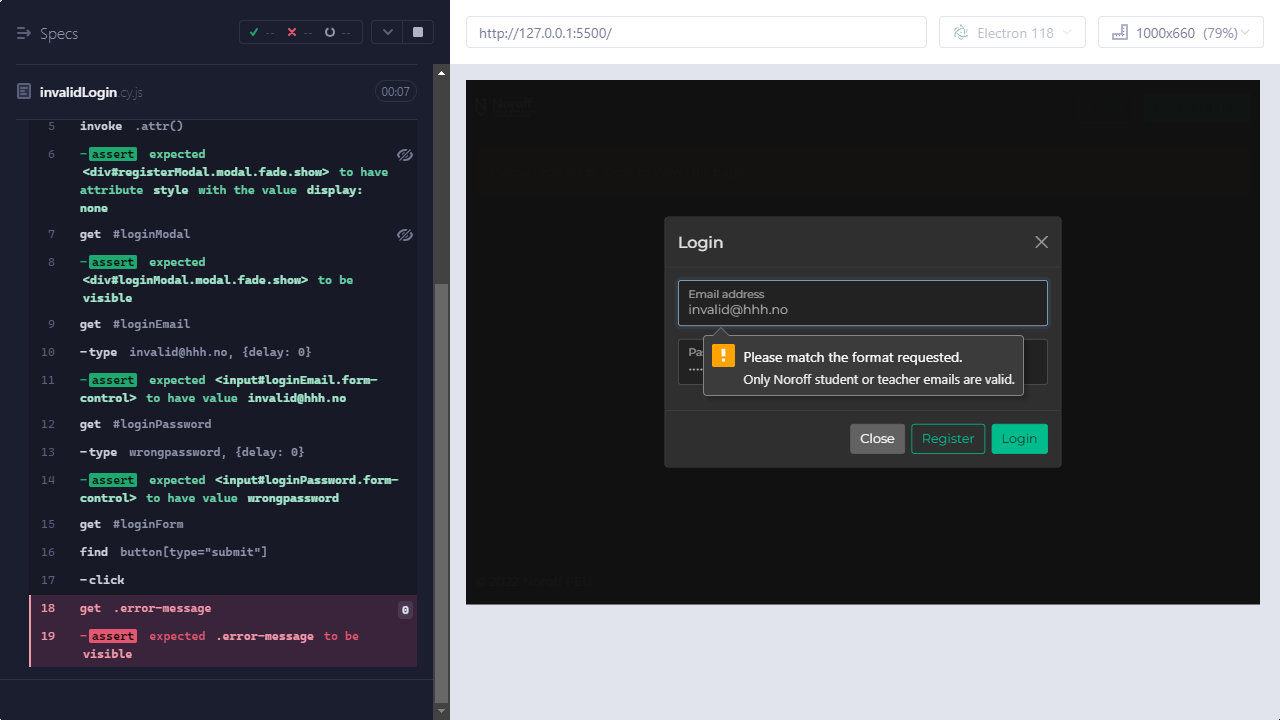 Specs
-- -- --
invalidLogin.cy.js
00:07
5 invoke .attr()
6 -assert expected
<div#registerModal.modal.fade.show> to have
attribute style with the value display:
none
7 get #loginModal
8 -assert expected
<div#loginModal.modal.fade.show> to be
visible
9 get #loginEmail
10 -type invalid@hhh.no, {delay: 0}
11 -assert expected <input#loginEmail.form-
control> to have value invalid@hhh.no
12 get #loginPassword
13 -type wrongpassword, {delay: 0}
14 -assert expected <input#loginPassword.form-
control> to have value wrongpassword
15 get #loginForm
16 find button[type="submit"]
17 -click
18 get .error-message 0
19 -assert expected .error-message to be
visible
http://127.0.0.1:5500/
Electron 118
1000x660 (79%)
Noroff
Login
Email address
invalid@hhh.no
Please match the format requested.
Only Noroff student or teacher emails are valid.
Close
Register
Login